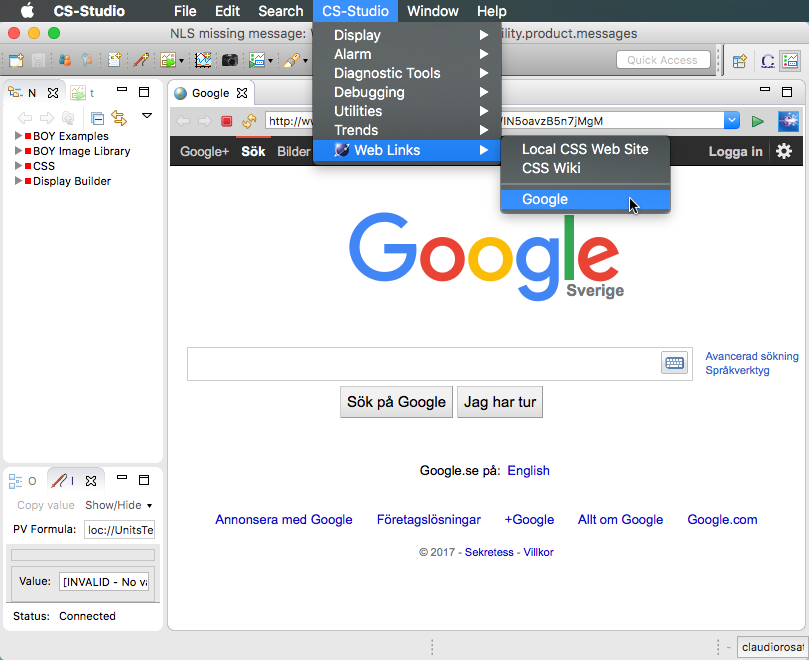 CS-Studio File Edit Search CS-Studio Window Help
NLS missing message: ility.product.messages
Display
Alarm
Diagnostic Tools
Debugging
Utilities
Trends
Web Links
Local CSS Web Site
CSS Wiki
Google
Quick Access
N t
BOY Examples
BOY Image Library
CSS
Display Builder
Google
http://ww /IN5oavzB5n7jMgM
Google+ Sök Bilder Logga in
Google
Sverige
Avancerad sökning
Språkverktyg
Sök på Google Jag har tur
Google.se på: English
Annonsera med Google Företagslösningar +Google Allt om Google Google.com
© 2017 - Sekretess - Villkor
O I
Copy value Show/Hide
PV Formula: loc://UnitsTe
Value: [INVALID - No va
Status: Connected
- claudiorosat